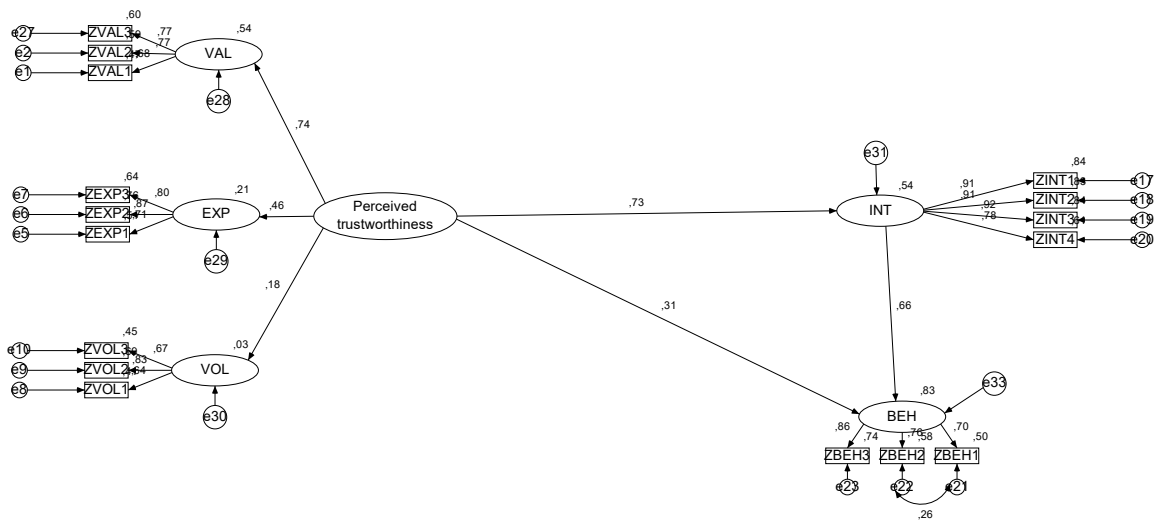 ,60
e27
ZVAL3
,77
,54
e2
ZVAL2
,77
VAL
e1
ZVAL1
,68
e28
,74
e31
,84
,64
e7
ZEXP3
,80
,21
,54
,91
ZINT1
e17
,87
,91
ZINT2
e18
e6
ZEXP2
,71
EXP
,46
Perceived
trustworthiness
,73
INT
,92
ZINT3
e19
e5
ZEXP1
,78
ZINT4
e20
e29
,18
,31
,66
,45
e10
ZVOL3
,67
,03
,83
e9
ZVOL2
,64
VOL
e8
ZVOL1
e30
,83
e33
BEH
,86
,74
,76
,58
,70
,50
ZBEH3
ZBEH2
ZBEH1
e23
e22
e21
,26